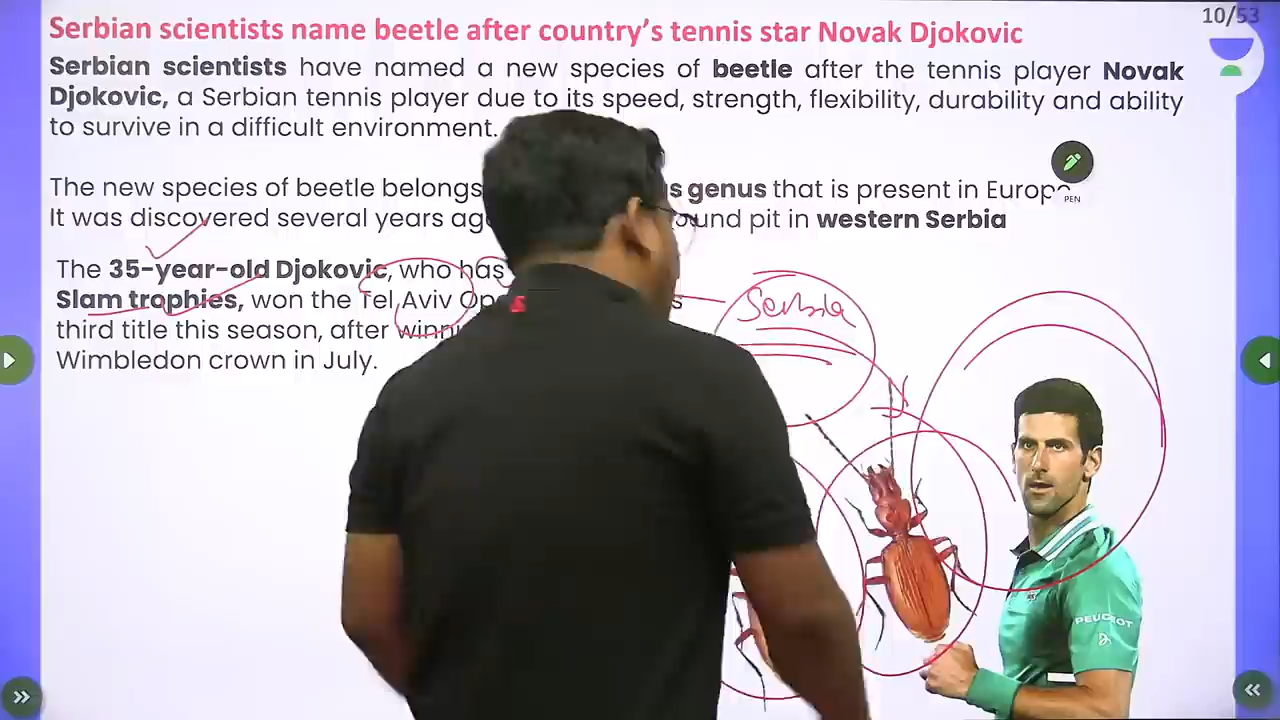 10/53
Serbian scientists name beetle after country's tennis star Novak Djokovic
Serbian scientists have named a new species of beetle after the tennis player Novak
Djokovic, a Serbian tennis player due to its speed, strength, flexibility, durability and ability
to survive in a difficult environment.
The new species of beetle belongs genus that is present in Europe
It was discovered several years ago pit in western Serbia
PEN
The 35-year-old Djokovic, who has
Slam trophies, won the Tel Aviv
third title this season, after
Wimbledon crown in July.
Serbia
PEUGEOT